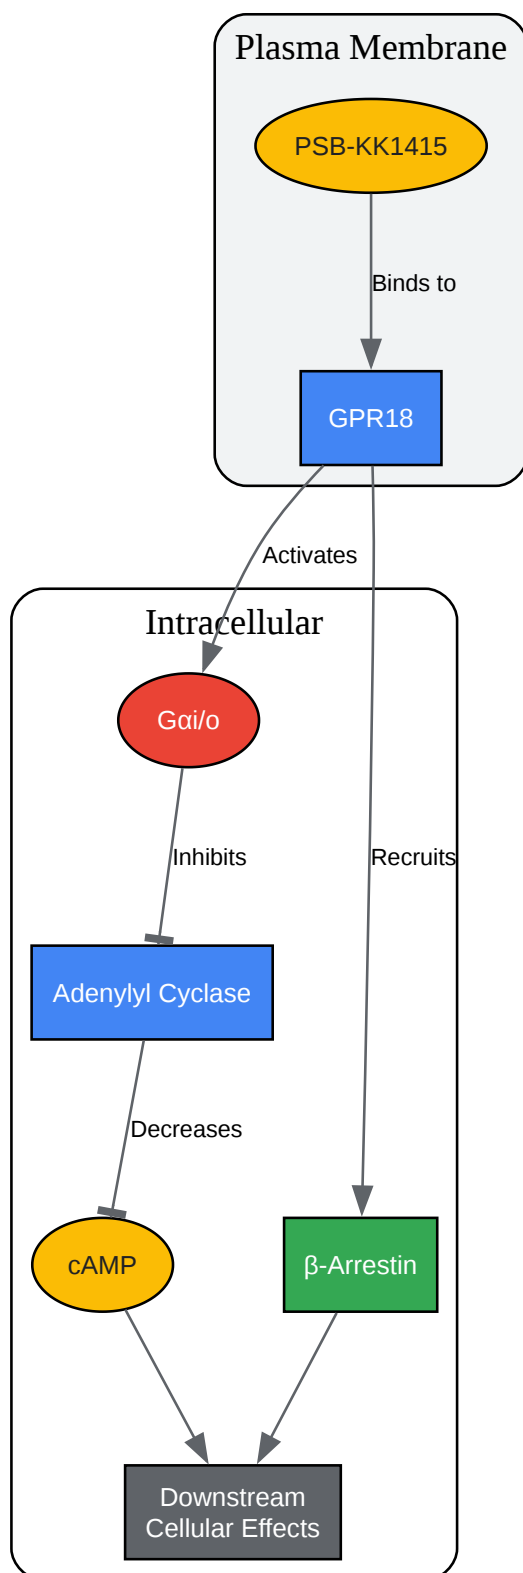 Plasma Membrane
PSB-KK1415
Binds to
GPR18
Activates
Intracellular
Gαi/o
Inhibits
Recruits
Adenylyl Cyclase
Decreases
cAMP
β-Arrestin
Downstream
Cellular Effects